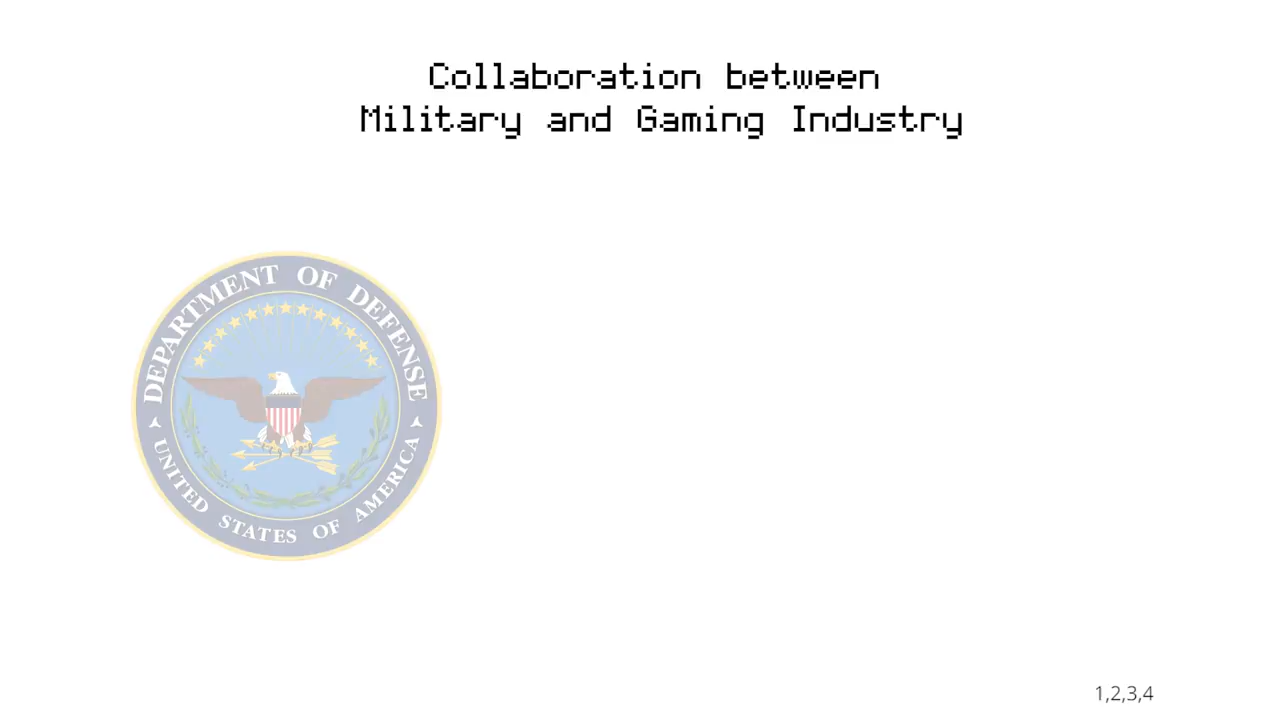 Collaboration between
Military and Gaming Industry
DEPARTMENT OF DEFENSE
UNITED STATES OF AMERICA
1,2,3,4